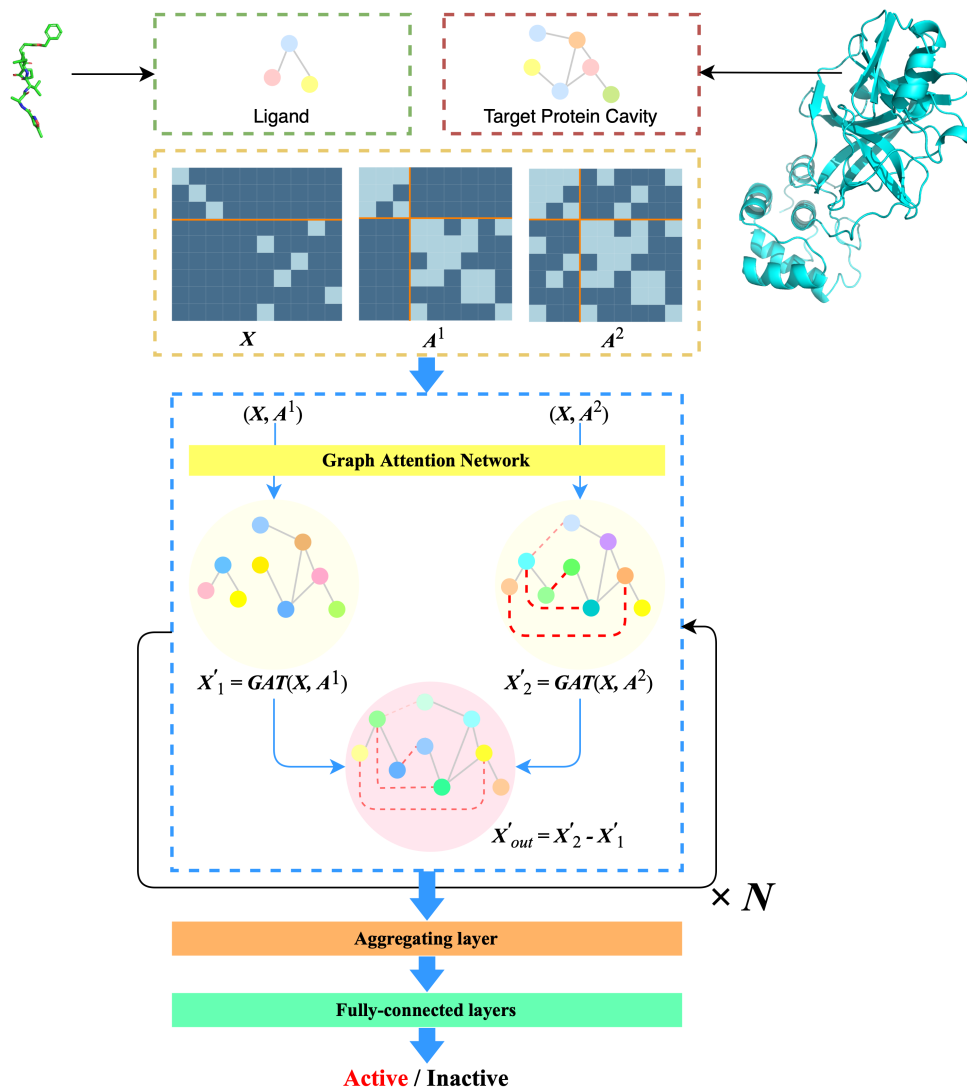 Ligand
Target Protein Cavity
X
A¹
A²
(X, A¹)
(X, A²)
Graph Attention Network
X'₁ = GAT(X, A¹)
X'₂ = GAT(X, A²)
X'ₒᵤₜ = X'₂ - X'₁
× N
Aggregating layer
Fully-connected layers
Active / Inactive